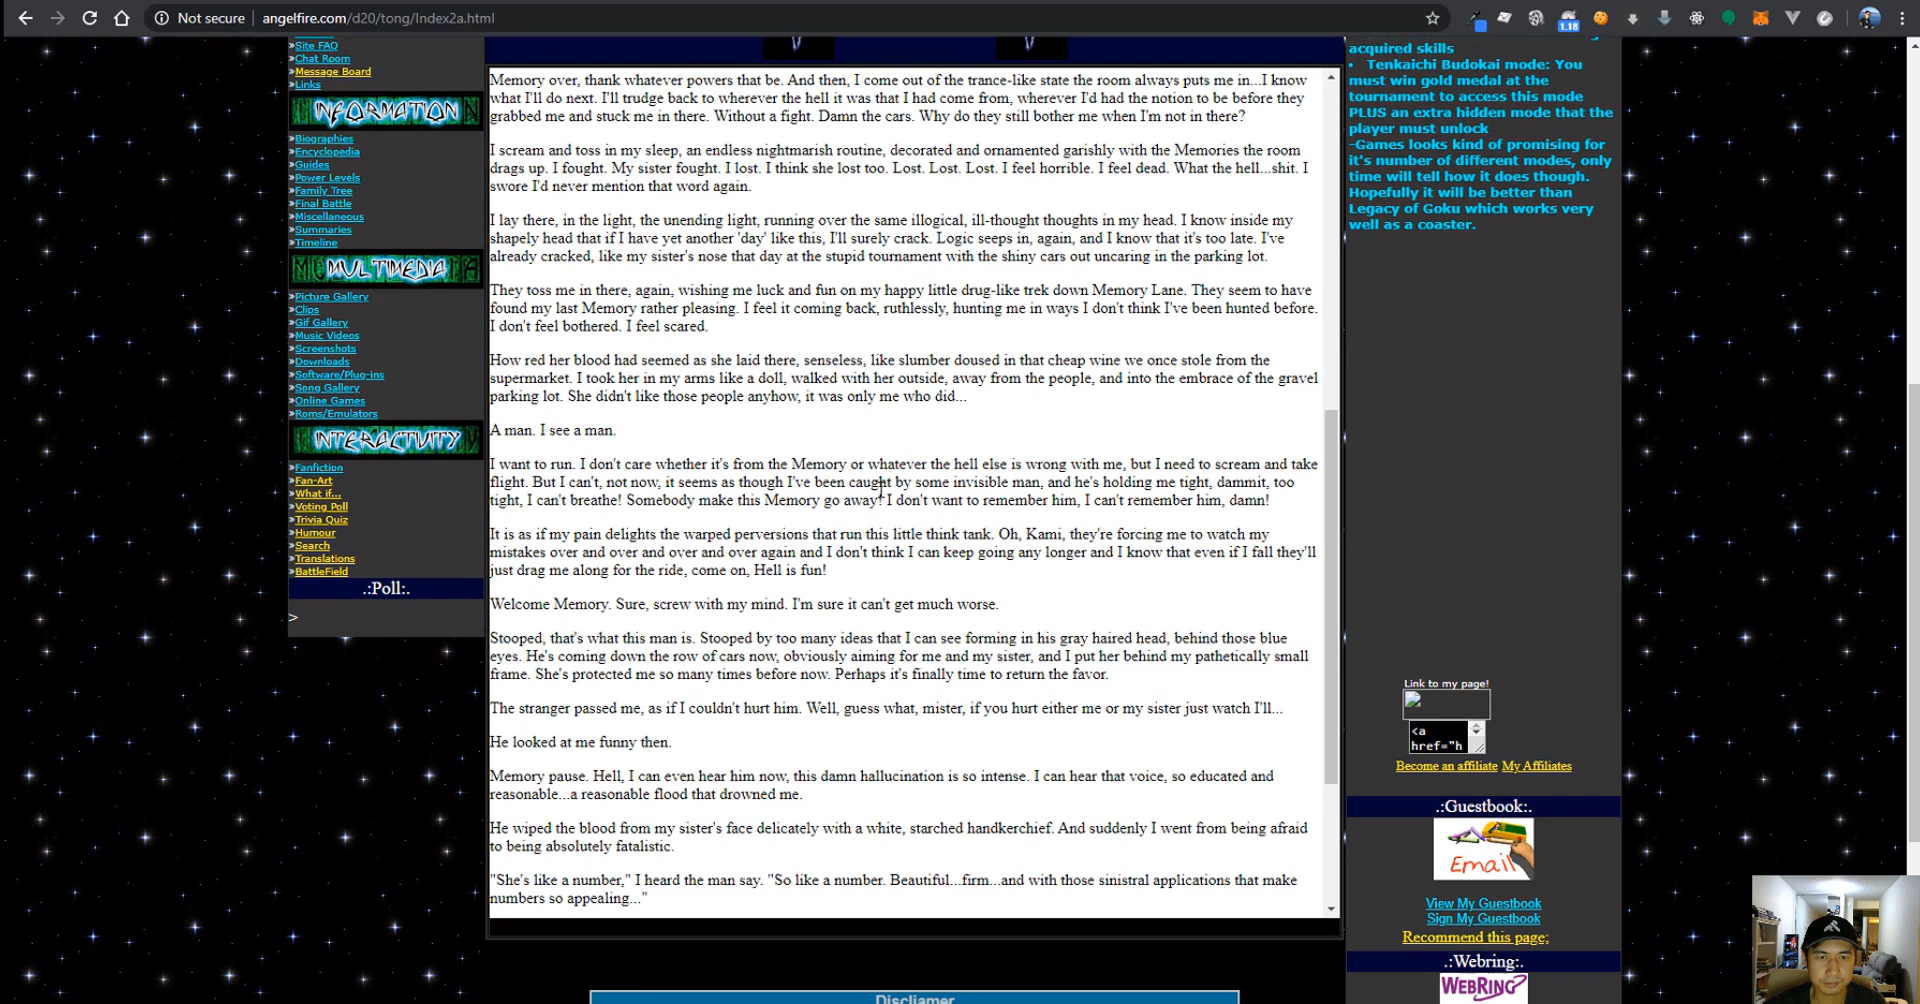 Not secure | angelfire.com/d20/tong/Index2a.html
1.18
»Site FAQ
»Chat Room
»Message Board
»Links
INFORMATION
»Biographies
»Encyclopedia
»Guides
»Power Levels
»Family Tree
»Final Battle
»Miscellaneous
»Summaries
»Timeline
MULTIMEDIA
»Picture Gallery
»Clips
»Gif Gallery
»Music Videos
»Screenshots
»Downloads
»Software/Plug-ins
»Song Gallery
»Online Games
»Roms/Emulators
INTERACTIVITY
»Fanfiction
»Fan-Art
»What if...
»Voting Poll
»Trivia Quiz
»Humour
»Search
»Translations
»BattleField
.:Poll:.
>
Memory over, thank whatever powers that be. And then, I come out of the trance-like state the room always puts me in...I know
what I'll do next. I'll trudge back to wherever the hell it was that I had come from, wherever I'd had the notion to be before they
grabbed me and stuck me in there. Without a fight. Damn the cars. Why do they still bother me when I'm not in there?
I scream and toss in my sleep, an endless nightmarish routine, decorated and ornamented garishly with the Memories the room
drags up. I fought. My sister fought. I lost. I think she lost too. Lost. Lost. Lost. I feel horrible. I feel dead. What the hell...shit. I
swore I'd never mention that word again.
I lay there, in the light, the unending light, running over the same illogical, ill-thought thoughts in my head. I know inside my
shapely head that if I have yet another 'day' like this, I'll surely crack. Logic seeps in, again, and I know that it's too late. I've
already cracked, like my sister's nose that day at the stupid tournament with the shiny cars out uncaring in the parking lot.
They toss me in there, again, wishing me luck and fun on my happy little drug-like trek down Memory Lane. They seem to have
found my last Memory rather pleasing. I feel it coming back, ruthlessly, hunting me in ways I don't think I've been hunted before.
I don't feel bothered. I feel scared.
How red her blood had seemed as she laid there, senseless, like slumber doused in that cheap wine we once stole from the
supermarket. I took her in my arms like a doll, walked with her outside, away from the people, and into the embrace of the gravel
parking lot. She didn't like those people anyhow, it was only me who did...
A man. I see a man.
I want to run. I don't care whether it's from the Memory or whatever the hell else is wrong with me, but I need to scream and take
flight. But I can't, not now, it seems as though I've been caught by some invisible man, and he's holding me tight, dammit, too
tight, I can't breathe! Somebody make this Memory go away! I don't want to remember him, I can't remember him, damn!
It is as if my pain delights the warped perversions that run this little think tank. Oh, Kami, they're forcing me to watch my
mistakes over and over and over and over again and I don't think I can keep going any longer and I know that even if I fall they'll
just drag me along for the ride, come on, Hell is fun!
Welcome Memory. Sure, screw with my mind. I'm sure it can't get much worse.
Stooped, that's what this man is. Stooped by too many ideas that I can see forming in his gray haired head, behind those blue
eyes. He's coming down the row of cars now, obviously aiming for me and my sister, and I put her behind my pathetically small
frame. She's protected me so many times before now. Perhaps it's finally time to return the favor.
The stranger passed me, as if I couldn't hurt him. Well, guess what, mister, if you hurt either me or my sister just watch I'll...
He looked at me funny then.
Memory pause. Hell, I can even hear him now, this damn hallucination is so intense. I can hear that voice, so educated and
reasonable...a reasonable flood that drowned me.
He wiped the blood from my sister's face delicately with a white, starched handkerchief. And suddenly I went from being afraid
to being absolutely fatalistic.
"She's like a number," I heard the man say. "So like a number. Beautiful...firm...and with those sinistral applications that make
numbers so appealing..."
Discliamer
acquired skills
• Tenkaichi Budokai mode: You
must win gold medal at the
tournament to access this mode
PLUS an extra hidden mode that the
player must unlock
-Games looks kind of promising for
it's number of different modes, only
time will tell how it does though.
Hopefully it will be better than
Legacy of Goku which works very
well as a coaster.
Link to my page!
<a
href="h
Become an affiliate My Affiliates
.:Guestbook:.
Email
View My Guestbook
Sign My Guestbook
Recommend this page;
.:Webring:.
WEBRING